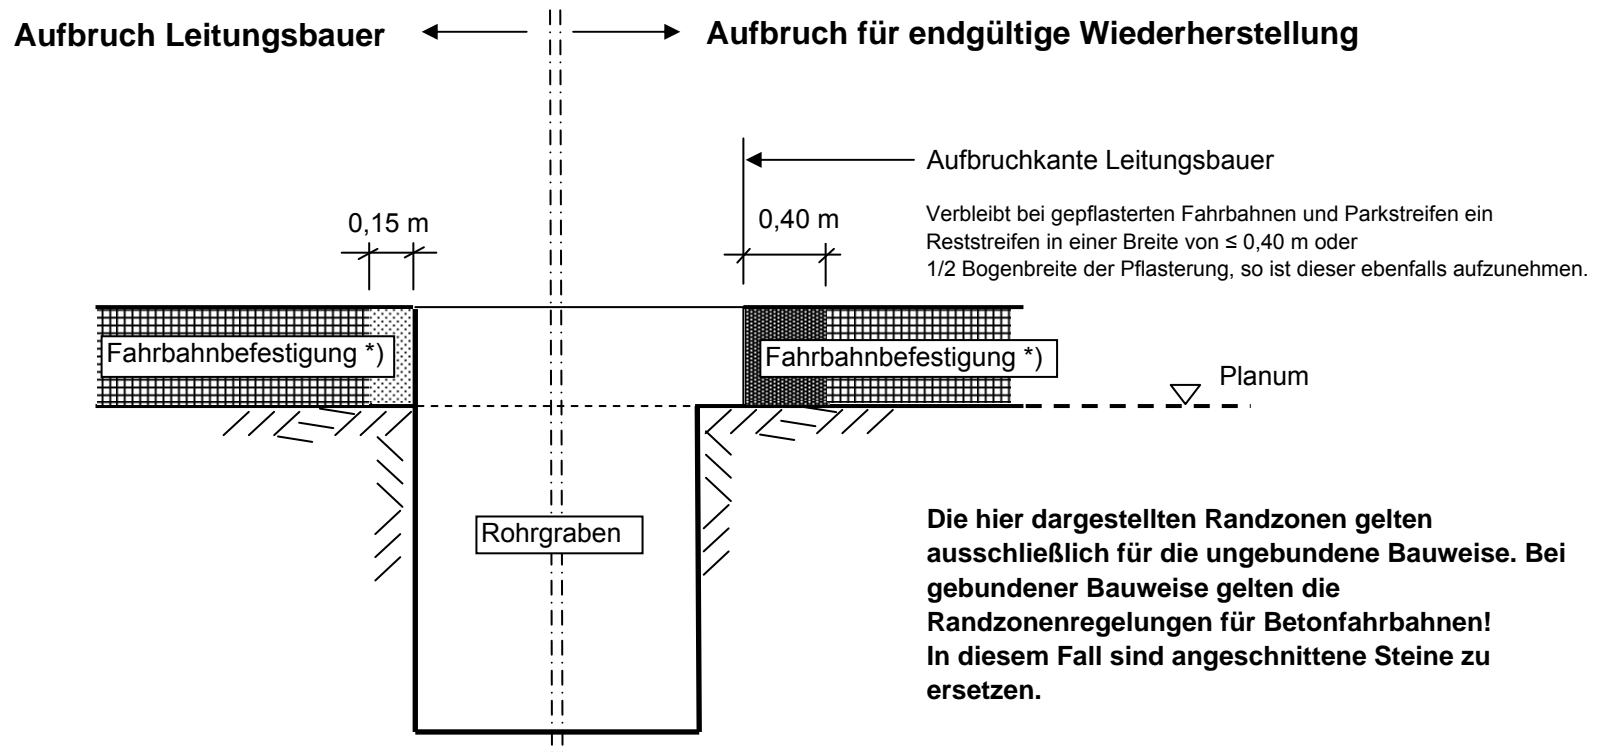 Aufbruch Leitungsbauer
Aufbruch für endgültige Wiederherstellung
Aufbruchkante Leitungsbauer
0,15 m
0,40 m
Verbleibt bei gepflasterten Fahrbahnen und Parkstreifen ein
Reststreifen in einer Breite von ≤ 0,40 m oder
1/2 Bogenbreite der Pflasterung, so ist dieser ebenfalls aufzunehmen.
Fahrbahnbefestigung *)
Fahrbahnbefestigung *)
Planum
Rohrgraben
Die hier dargestellten Randzonen gelten
ausschließlich für die ungebundene Bauweise. Bei
gebundener Bauweise gelten die
Randzonenregelungen für Betonfahrbahnen!
In diesem Fall sind angeschnittene Steine zu
ersetzen.